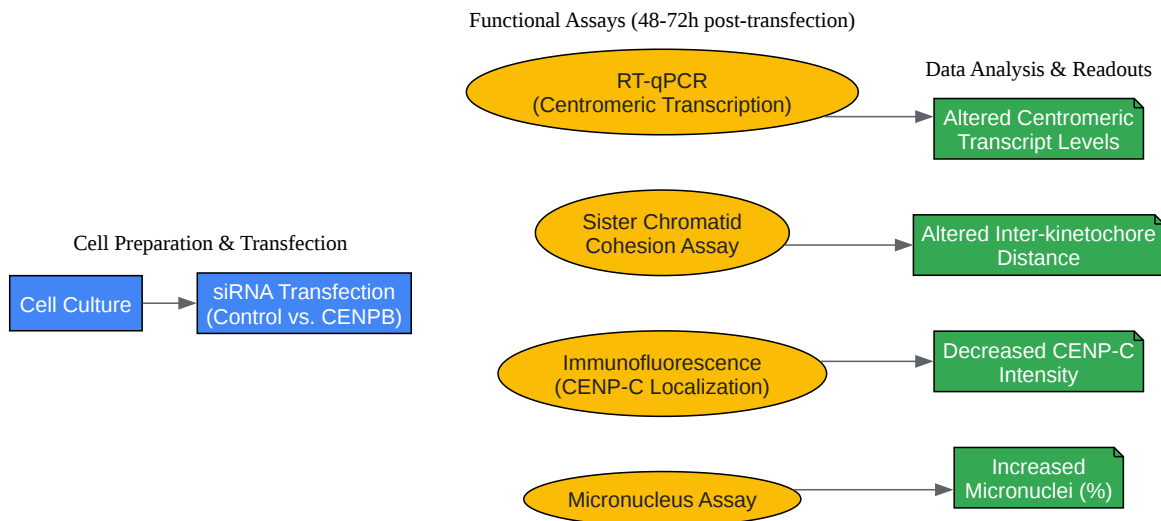 Functional Assays (48-72h post-transfection)
RT-qPCR
(Centromeric Transcription)
Data Analysis & Readouts
Altered Centromeric
Transcript Levels
Sister Chromatid
Cohesion Assay
Altered Inter-kinetochore
Distance
Cell Preparation & Transfection
Cell Culture
siRNA Transfection
(Control vs. CENPB)
Immunofluorescence
(CENP-C Localization)
Decreased CENP-C
Intensity
Micronucleus Assay
Increased
Micronuclei (%)